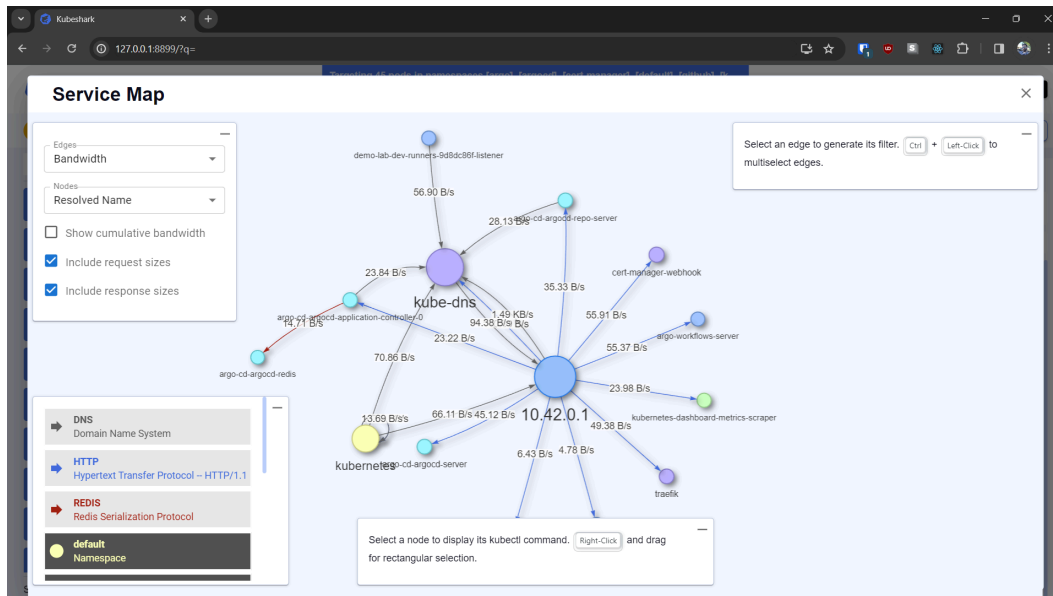 Kubeshark
127.0.0.1:8899/?q=
Service Map
Edges
Bandwidth
Nodes
Resolved Name
Show cumulative bandwidth
Include request sizes
Include response sizes
Select an edge to generate its filter. Ctrl + Left-Click to
multiselect edges.
demo-lab-dev-runners-9d8dc86f-listener
56.90 B/s
28.13 B/s
argo-cd-argocd-repo-server
cert-manager-webhook
23.84 B/s
35.33 B/s
kube-dns
1.49 KB/s
55.91 B/s
argo-cd-argocd-application-controller-0
14.71 B/s
94.38 B/s
23.22 B/s
argo-workflows-server
55.37 B/s
70.86 B/s
argo-cd-argocd-redis
23.98 B/s
10.42.0.1
kubernetes-dashboard-metrics-scraper
13.69 B/s
66.11 B/s
45.12 B/s
49.38 B/s
6.43 B/s
4.78 B/s
kubernetes
argo-cd-argocd-server
traefik
DNS
Domain Name System
HTTP
Hypertext Transfer Protocol -- HTTP/1.1
REDIS
Redis Serialization Protocol
default
Namespace
Select a node to display its kubectl command. Right-Click and drag
for rectangular selection.